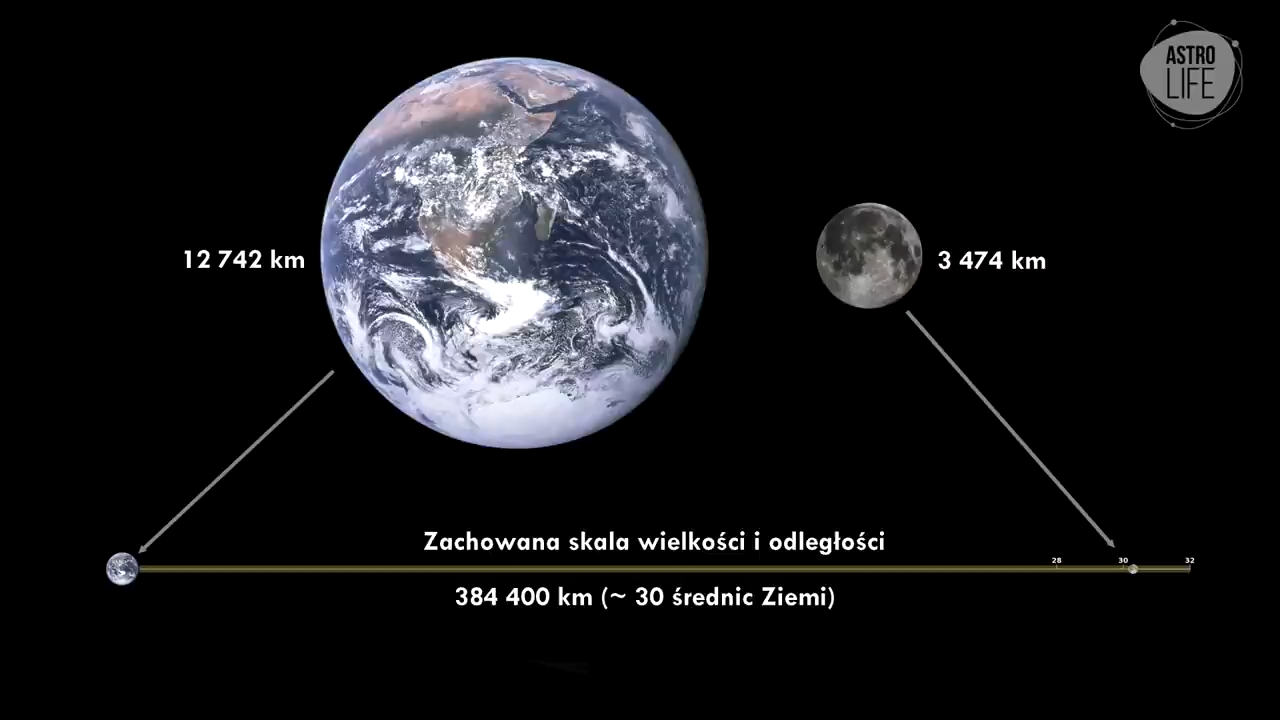 ASTRO
LIFE
12 742 km
3 474 km
Zachowana skala wielkości i odległości
28
30
32
384 400 km (~ 30 średnic Ziemi)